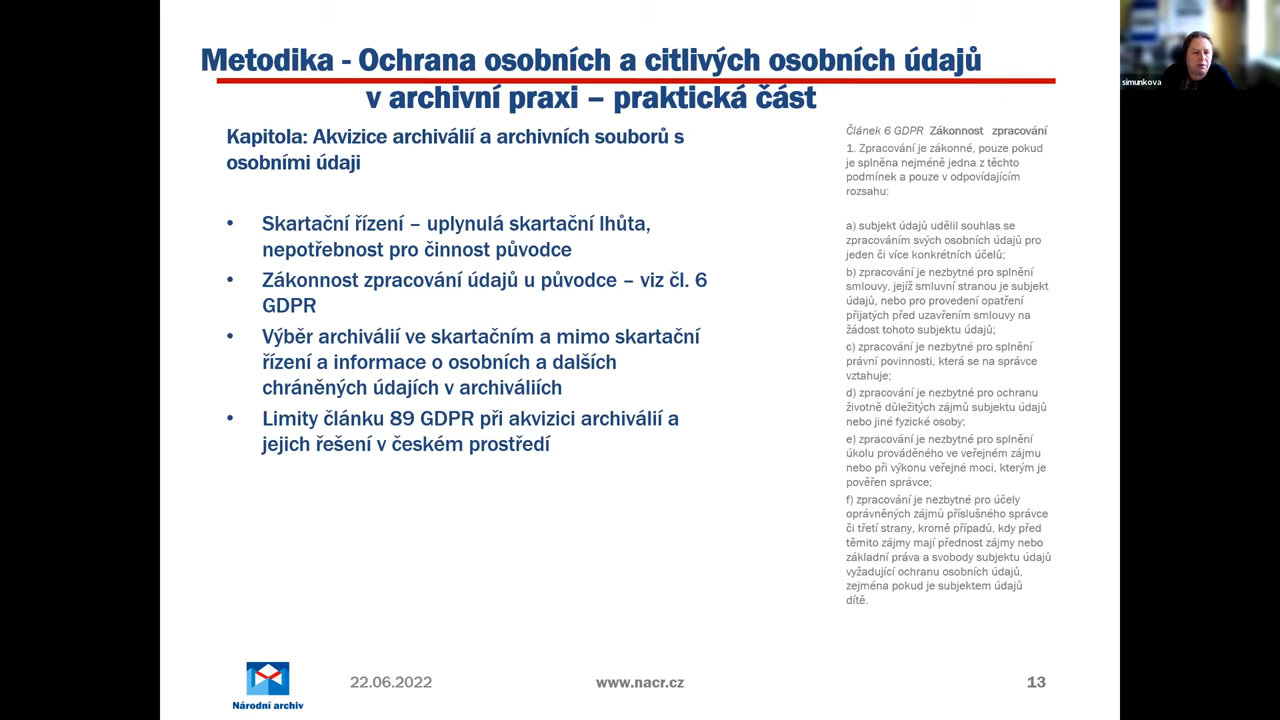 Metodika - Ochrana osobních a citlivých osobních údajů
v archivní praxi – praktická část
Kapitola: Akvizice archiválií a archivních souborů s
osobními údaji
• Skartační řízení – uplynulá skartační lhůta,
nepotřebnost pro činnost původce
• Zákonnost zpracování údajů u původce – viz čl. 6
GDPR
• Výběr archiválií ve skartačním a mimo skartační
řízení a informace o osobních a dalších
chráněných údajích v archiváliích
• Limity článku 89 GDPR při akvizici archiválií a
jejich řešení v českém prostředí
Článek 6 GDPR Zákonnost zpracování
1. Zpracování je zákonné, pouze pokud
je splněna nejméně jedna z těchto
podmínek a pouze v odpovídajícím
rozsahu:
a) subjekt údajů udělil souhlas se
zpracováním svých osobních údajů pro
jeden či více konkrétních účelů;
b) zpracování je nezbytné pro splnění
smlouvy, jejíž smluvní stranou je subjekt
údajů, nebo pro provedení opatření
přijatých před uzavřením smlouvy na
žádost tohoto subjektu údajů;
c) zpracování je nezbytné pro splnění
právní povinnosti, která se na správce
vztahuje;
d) zpracování je nezbytné pro ochranu
životně důležitých zájmů subjektu údajů
nebo jiné fyzické osoby;
e) zpracování je nezbytné pro splnění
úkolu prováděného ve veřejném zájmu
nebo při výkonu veřejné moci, kterým je
pověřen správce;
f) zpracování je nezbytné pro účely
oprávněných zájmů příslušného správce
či třetí strany, kromě případů, kdy před
těmito zájmy mají přednost zájmy nebo
základní práva a svobody subjektu údajů
vyžadující ochranu osobních údajů,
zejména pokud je subjektem údajů
dítě.
simunkova
Národní archiv
22.06.2022
www.nacr.cz
13